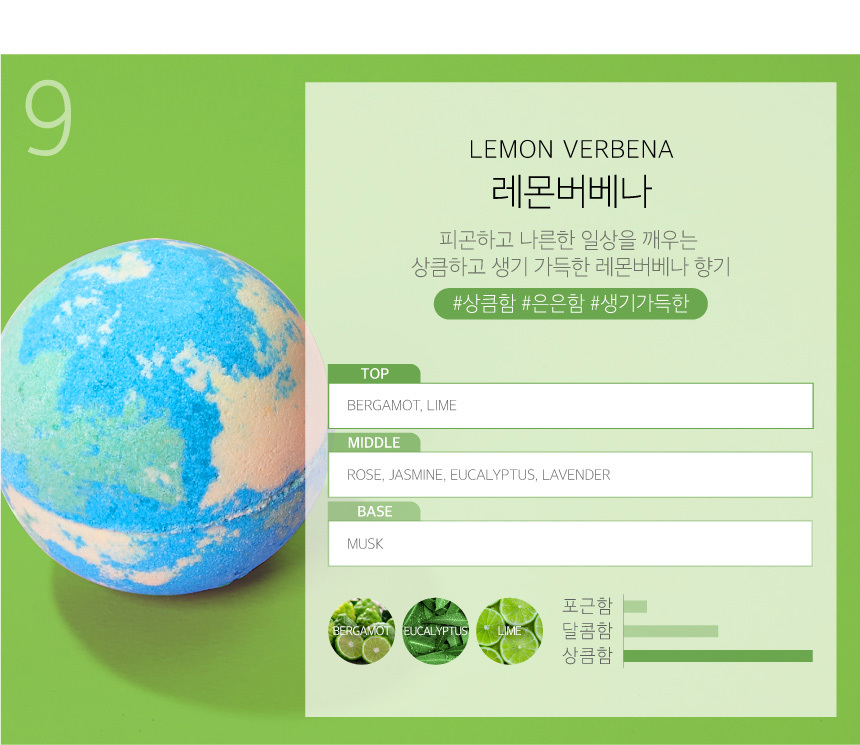 9
LEMON VERBENA
레몬버베나
피곤하고 나른한 일상을 깨우는
상큼하고 생기 가득한 레몬버베나 향기
#상큼함 #은은함 #생기가득한
TOP
BERGAMOT, LIME
MIDDLE
ROSE, JASMINE, EUCALYPTUS, LAVENDER
BASE
MUSK
BERGAMOT EUCALYPTUS LIME
포근함
달콤함
상큼함